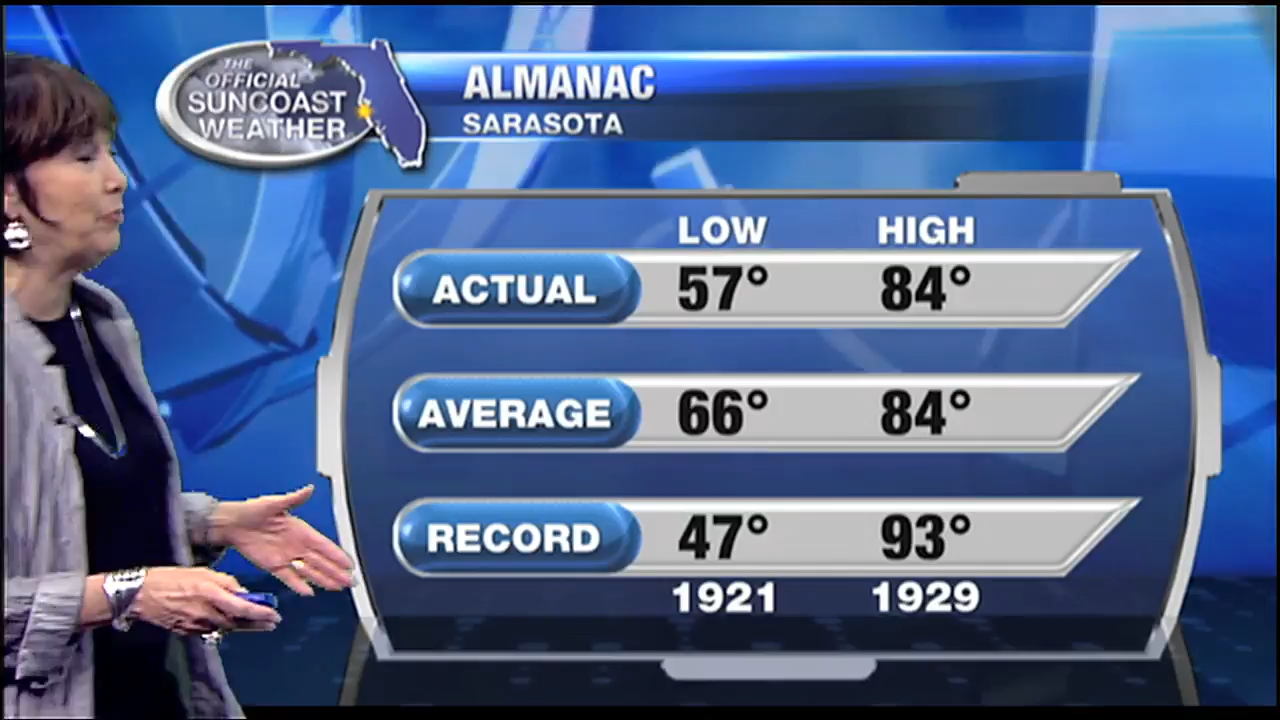 THE
OFFICIAL
SUNCOAST
WEATHER
ALMANAC
SARASOTA
LOW HIGH
ACTUAL 57° 84°
AVERAGE 66° 84°
RECORD 47° 93°
1921 1929